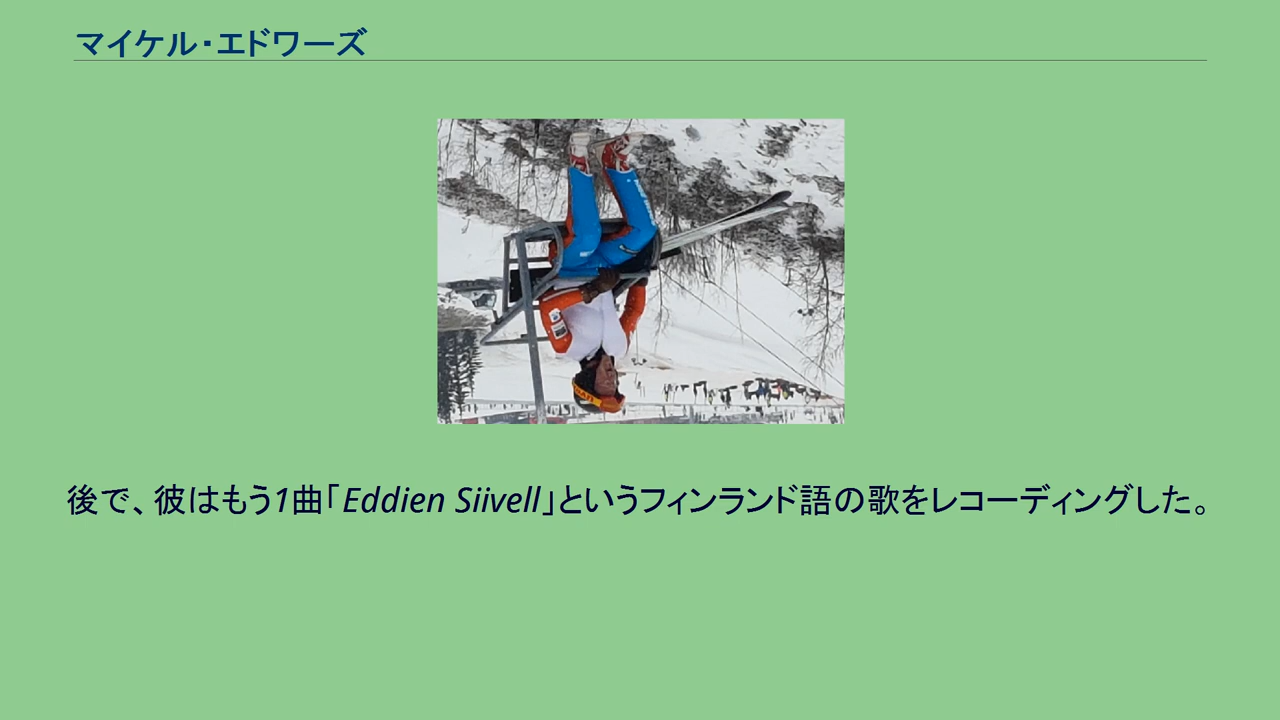 マイケル・エドワーズ
後で、彼はもう1曲「Eddien Siivell」というフィンランド語の歌をレコーディングした。